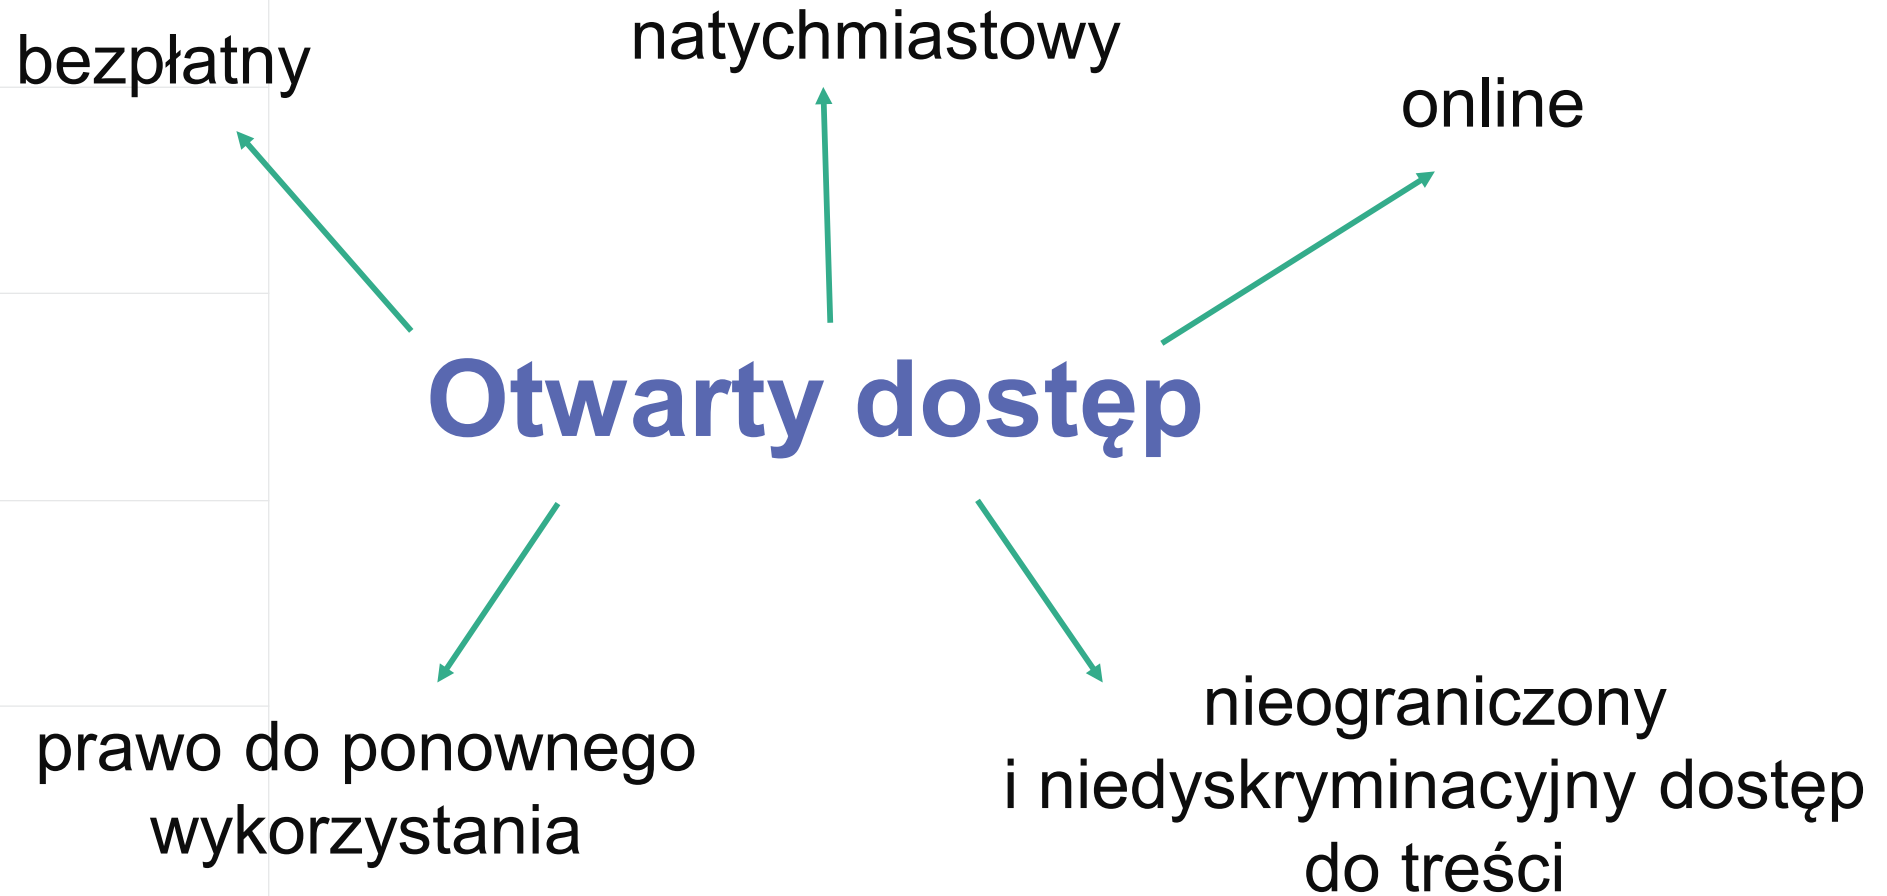 bezpłatny
natychmiastowy
online
Otwarty dostęp
prawo do ponownego
wykorzystania
nieograniczony
i niedyskryminacyjny dostęp
do treści